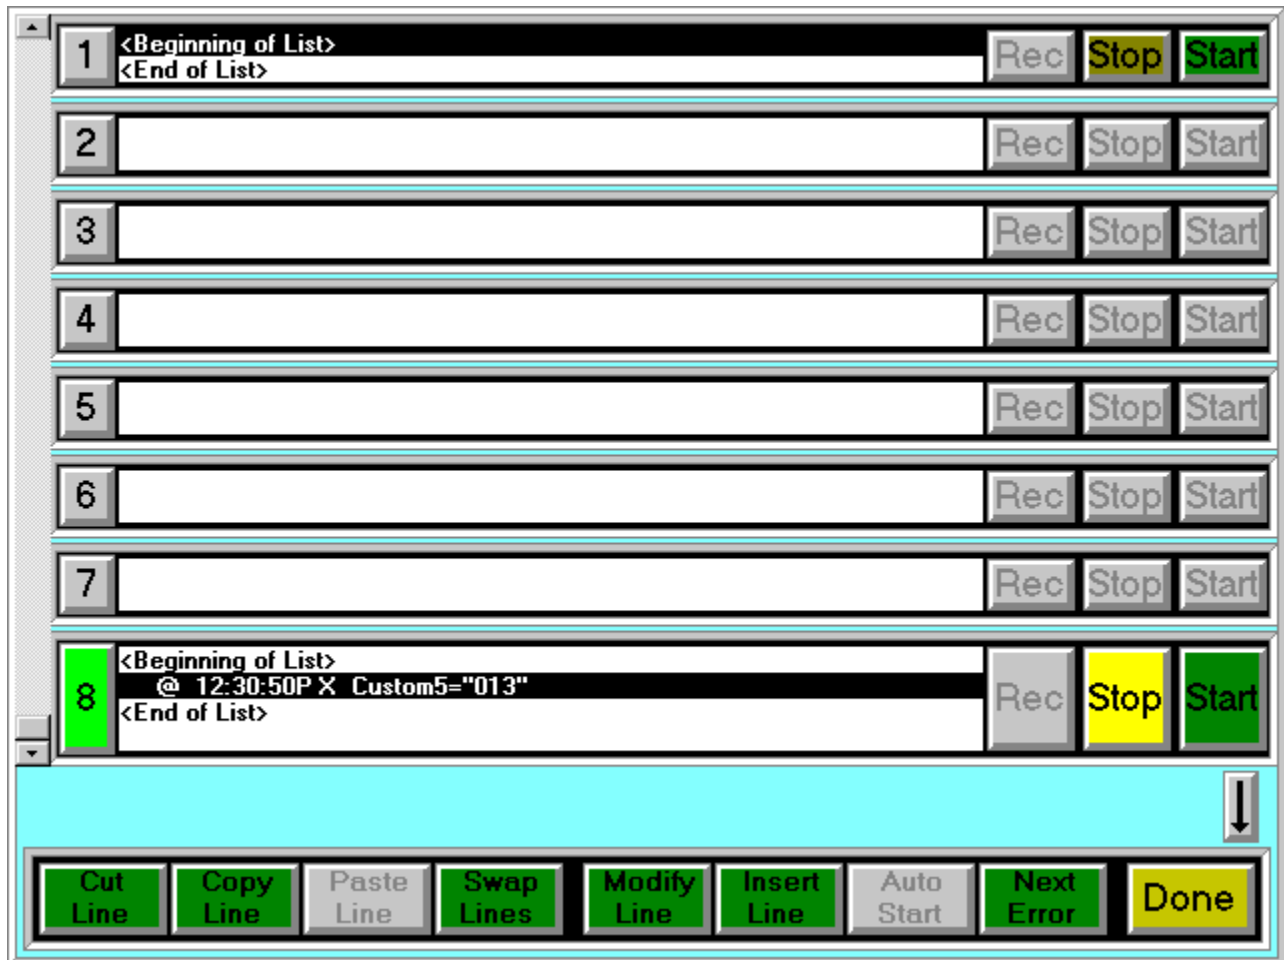 1 <Beginning of List> Rec Stop Start
<End of List>
2 Rec Stop Start
3 Rec Stop Start
4 Rec Stop Start
5 Rec Stop Start
6 Rec Stop Start
7 Rec Stop Start
<Beginning of List>
8 @ 12:30:50P X Custom5="013" Rec Stop Start
<End of List>
Cut Line
Copy Line
Paste Line
Swap Lines
Modify Line
Insert Line
Auto Start
Next Error
Done